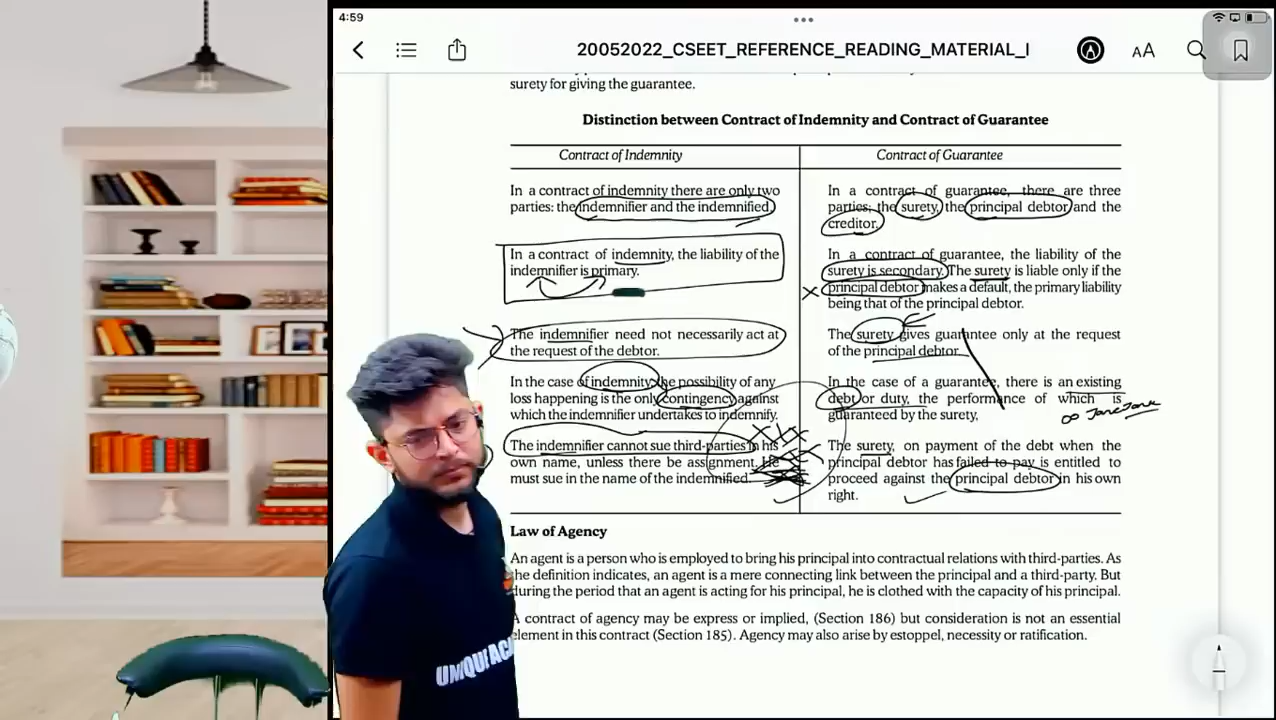 4:59
20052022_CSEET_REFERENCE_READING_MATERIAL_I
AA
surety for giving the guarantee.
Distinction between Contract of Indemnity and Contract of Guarantee
Contract of Indemnity
Contract of Guarantee
In a contract of indemnity there are only two
parties: the indemnifier and the indemnified
In a contract of guarantee, there are three
parties; the surety, the principal debtor and the
creditor.
In a contract of indemnity, the liability of the
indemnifier is primary.
In a contract of guarantee, the liability of the
surety is secondary. The surety is liable only if the
principal debtor makes a default, the primary liability
being that of the principal debtor.
The indemnifier need not necessarily act at
the request of the debtor.
The surety gives guarantee only at the request
of the principal debtor.
In the case of indemnity, the possibility of any
loss happening is the only contingency against
which the indemnifier undertakes to indemnify.
In the case of a guarantee, there is an existing
debt or duty, the performance of which is
guaranteed by the surety,
The indemnifier cannot sue third-parties in his
own name, unless there be assignment. He
must sue in the name of the indemnified.
The surety, on payment of the debt when the
principal debtor has failed to pay is entitled to
proceed against the principal debtor in his own
right.
Law of Agency
An agent is a person who is employed to bring his principal into contractual relations with third-parties. As
the definition indicates, an agent is a mere connecting link between the principal and a third-party. But
during the period that an agent is acting for his principal, he is clothed with the capacity of his principal.
A contract of agency may be express or implied, (Section 186) but consideration is not an essential
element in this contract (Section 185). Agency may also arise by estoppel, necessity or ratification.